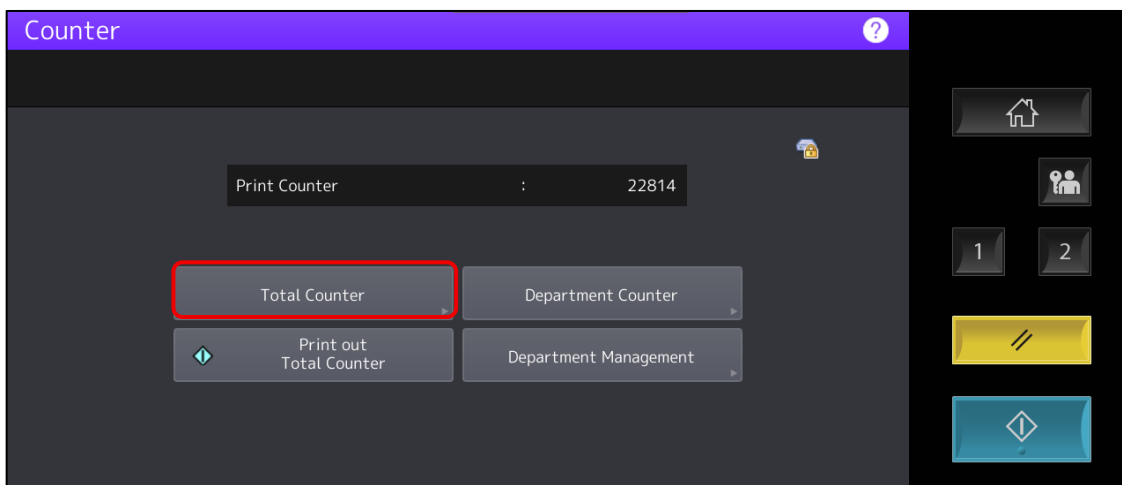 Counter ?
Print Counter : 22814
Total Counter
Department Counter
Print out
Total Counter
Department Management
1 2